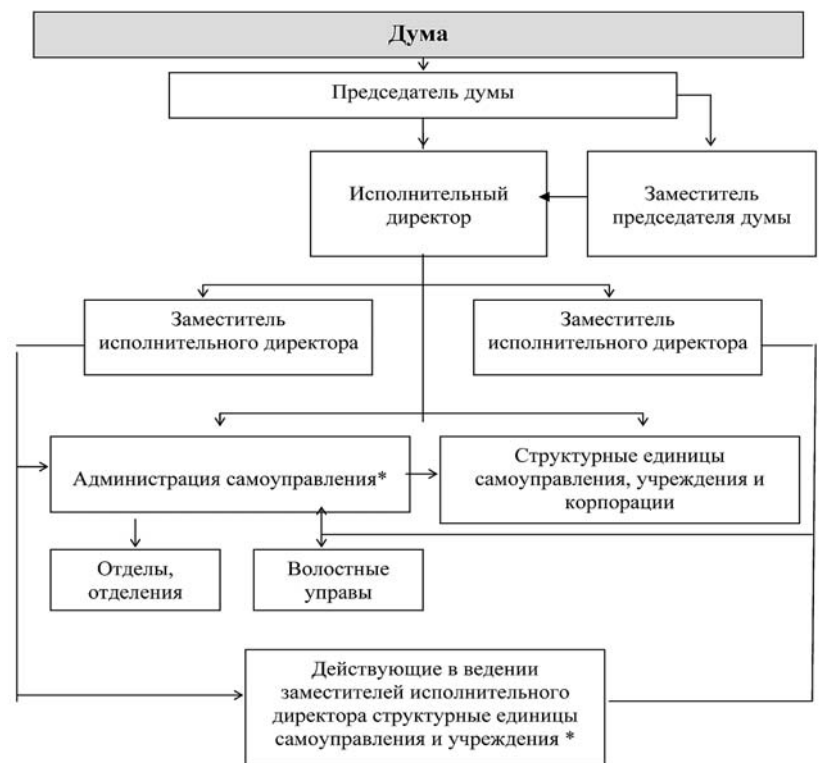 Дума
Председатель думы
Исполнительный
директор
Заместитель
председателя думы
Заместитель
исполнительного директора
Заместитель
исполнительного директора
Администрация самоуправления*
Структурные единицы
самоуправления, учреждения и
корпорации
Отделы,
отделения
Волостные
управы
Действующие в ведении
заместителей исполнительного
директора структурные единицы
самоуправления и учреждения *